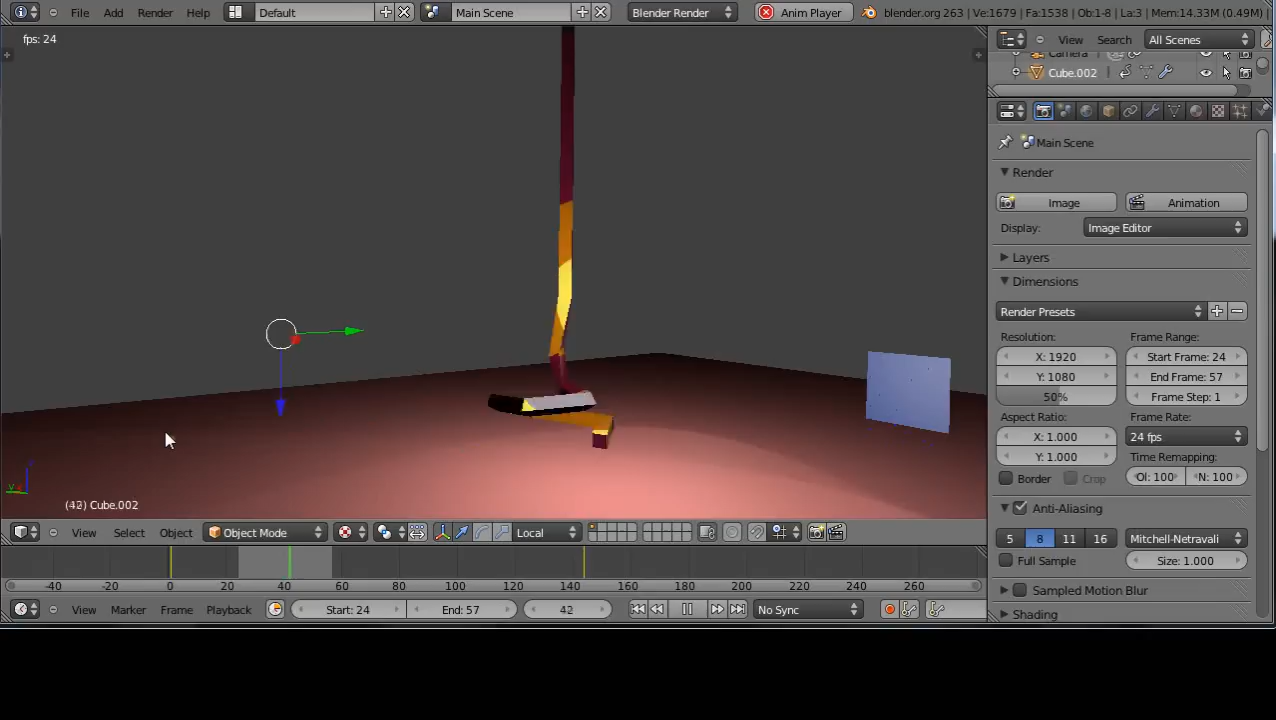 File Add Render Help Default Main Scene Blender Render Anim Player blender.org 263 | Ve:1679 | Fa:1538 | Ob:1-8 | La:3 | Mem:14.33M (0.49M) |
fps: 24
View Search All Scenes
Camera
Cube.002
Main Scene
Render
Image Animation
Display: Image Editor
Layers
Dimensions
Render Presets
Resolution: Frame Range:
X: 1920 Start Frame: 24
Y: 1080 End Frame: 57
50% Frame Step: 1
Aspect Ratio: Frame Rate:
X: 1.000 24 fps
Y: 1.000 Time Remapping:
Border Crop Ol: 100 N: 100
Anti-Aliasing
5 8 11 16 Mitchell-Netravali
Full Sample Size: 1.000
Sampled Motion Blur
Shading
(42) Cube.002
View Select Object Object Mode Local
-40 -20 0 20 40 60 80 100 120 140 160 180 200 220 240 260
View Marker Frame Playback Start: 24 End: 57 42 No Sync